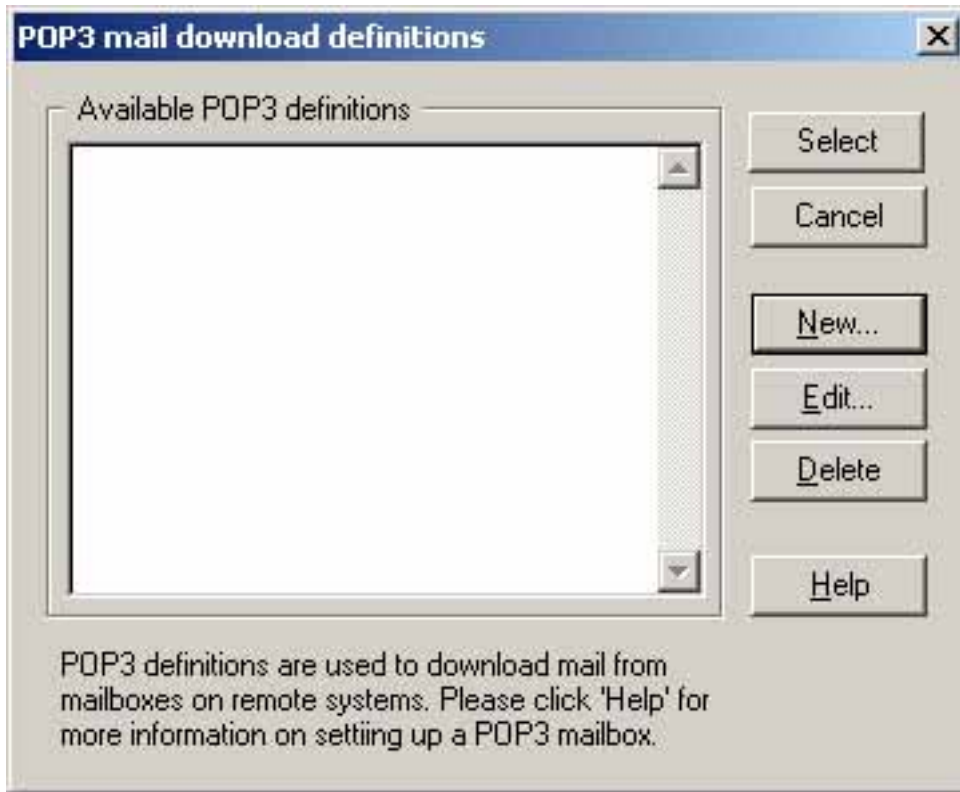 POP3 mail download definitions
Available POP3 definitions
Select
Cancel
New...
Edit...
Delete
Help
POP3 definitions are used to download mail from
mailboxes on remote systems. Please click 'Help' for
more information on settiing up a POP3 mailbox.